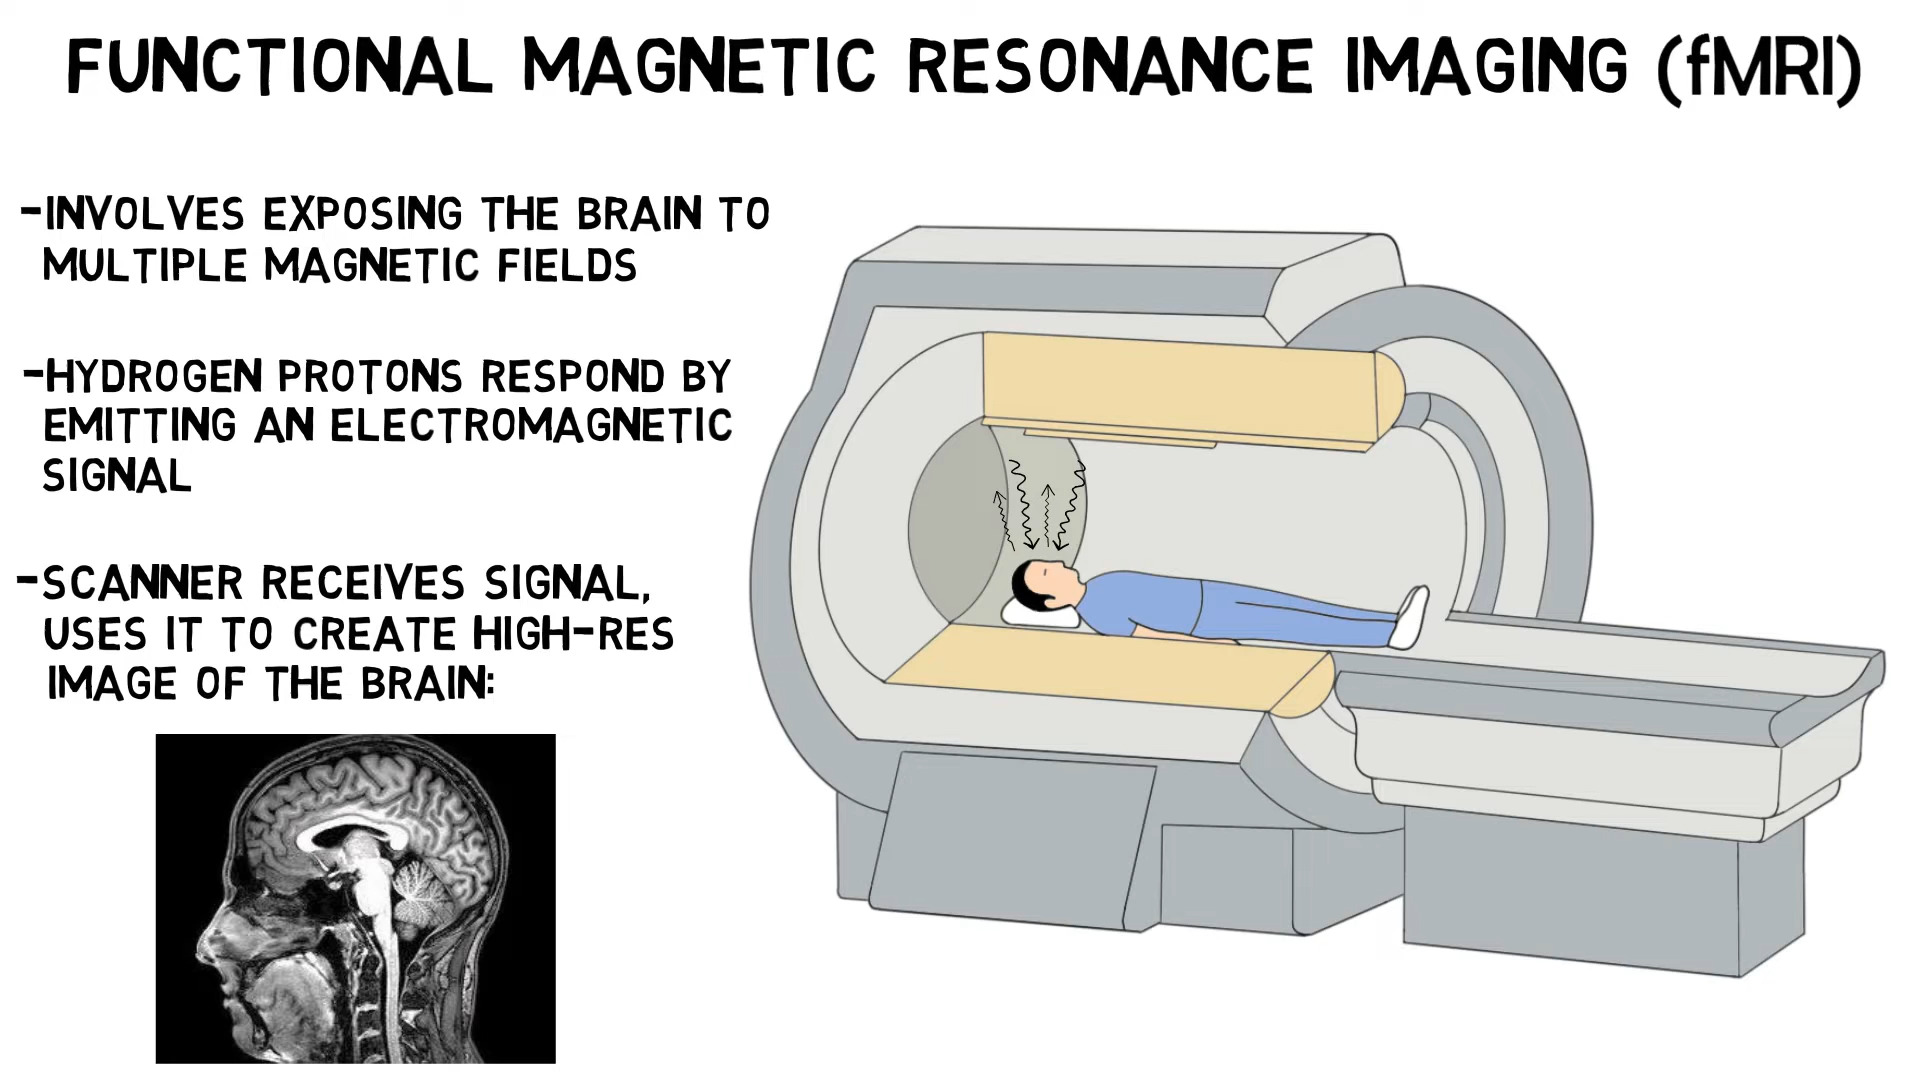 FUNCTIONAL MAGNETIC RESONANCE IMAGING (fMRI)
-INVOLVES EXPOSING THE BRAIN TO
MULTIPLE MAGNETIC FIELDS
-HYDROGEN PROTONS RESPOND BY
EMITTING AN ELECTROMAGNETIC
SIGNAL
-SCANNER RECEIVES SIGNAL,
USES IT TO CREATE HIGH-RES
IMAGE OF THE BRAIN: